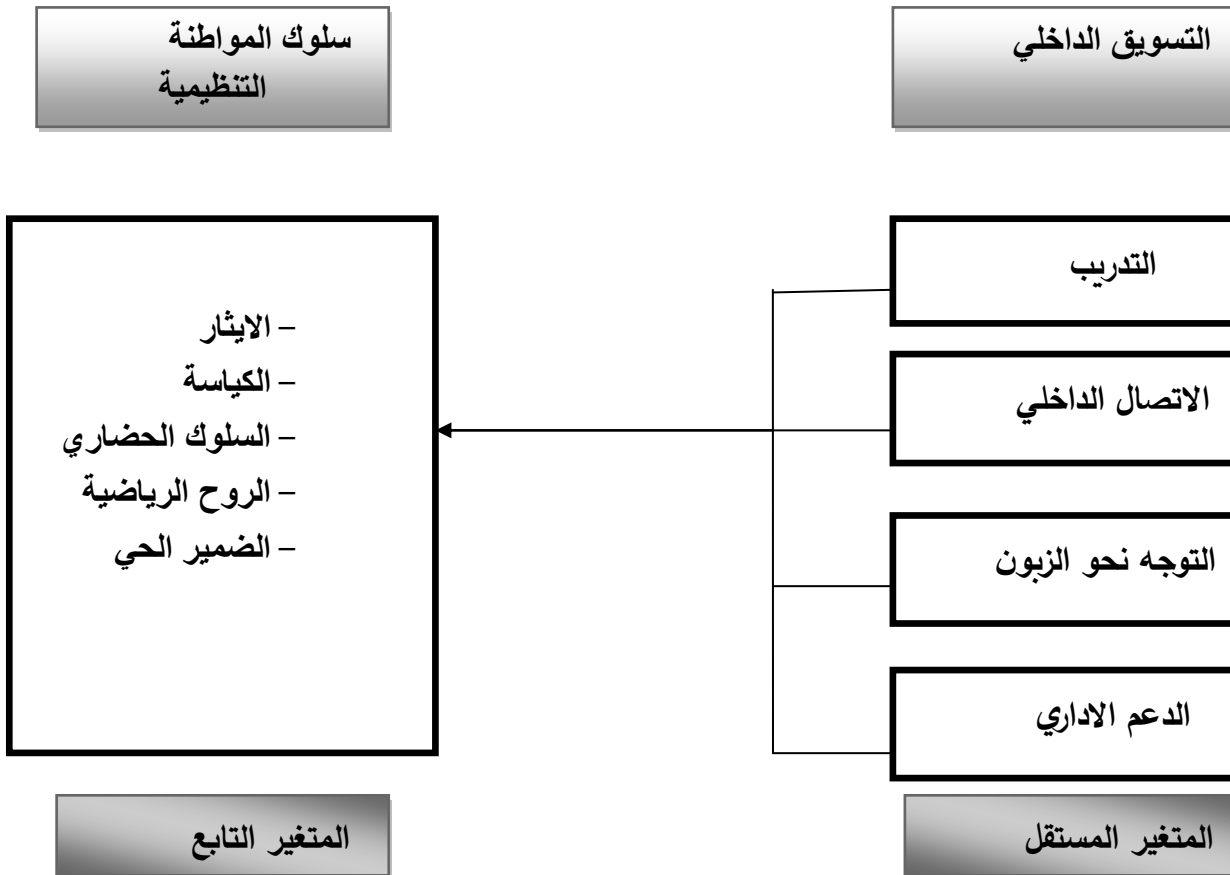 التسويق الداخلي
سلوك المواطنة
التنظيمية
التدريب
الاتصال الداخلي
التوجه نحو الزبون
الدعم الاداري
– الايثار
– الكياسة
– السلوك الحضاري
– الروح الرياضية
– الضمير الحي
المتغير المستقل
المتغير التابع